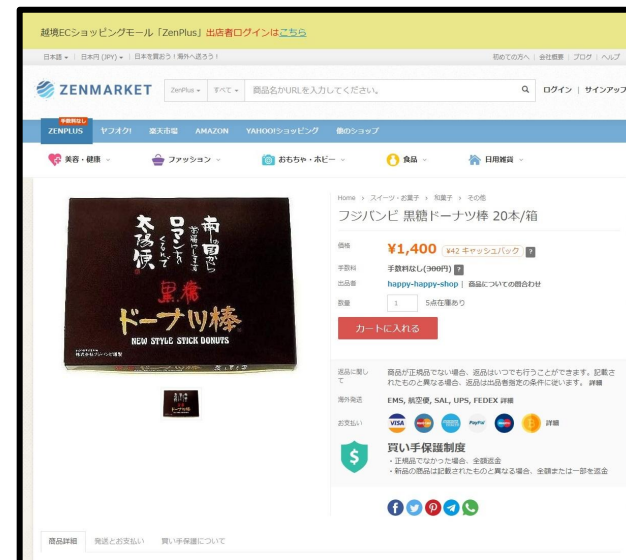 越境ECショッピングモール「ZenPlus」出店者ログインはこちら
日本語 日本円 (JPY) 日本を買おう！海外へ送ろう！ 初めての方へ | 会社概要 | ブログ | ヘルプ
ZENMARKET ZenPlus すべて 商品名かURLを入力してください。 ログイン | サインアップ
手数料なし
ZENPLUS ヤフオク! 楽天市場 AMAZON YAHOO!ショッピング 他のショップ
美容・健康 ファッション おもちゃ・ホビー 食品 日用雑貨
Home › スイーツ・お菓子 › 和菓子 › その他
フジバンビ 黒糖ドーナツ棒 20本/箱
南の国から
ロマンを
太陽便
黒糖
ドーナツ棒
NEW STYLE STICK DONUTS
価格 ¥1,400 ¥42 キャッシュバック ?
手数料 手数料なし(300円) ?
出品者 happy-happy-shop | 商品についての問合わせ
数量 1 5点在庫あり
カートに入れる
返品に関して 商品が正規品でない場合、返品はいつでも行うことができます。記載さ
れたものと異なる場合、返品は出品者指定の条件に従います。 詳細
海外発送 EMS, 航空便, SAL, UPS, FEDEX 詳細
お支払い VISA PayPal 詳細
買い手保護制度
・正規品でなかった場合、全額返金
・新品の商品は記載されたものと異なる場合、全額または一部を返金
商品詳細 発送とお支払い 買い手保護について